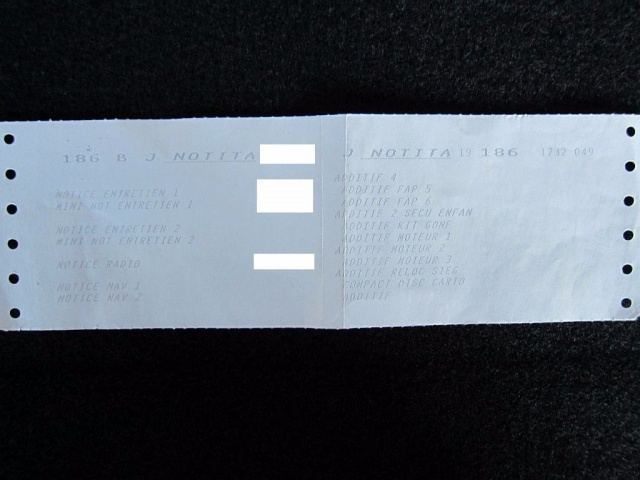 186 B J NOTITA
NOTICE ENTRETIEN 1
MINI NOT ENTRETIEN 1
NOTICE ENTRETIEN 2
MINI NOT ENTRETIEN 2
NOTICE RADIO
NOTICE NAV 1
NOTICE NAV 2
J NOTITA 19 186 1712 049
ADDITIF 4
ADDITIF FAP 5
ADDITIF FAP 6
ADDITIF 2 SECU ENFAN
ADDITIF KIT GONF
ADDITIF MOTEUR 1
ADDITIF MOTEUR 2
ADDITIF MOTEUR 3
ADDITIF RELOC SIEG
COMPACT DISC CARTO
ADDITIF